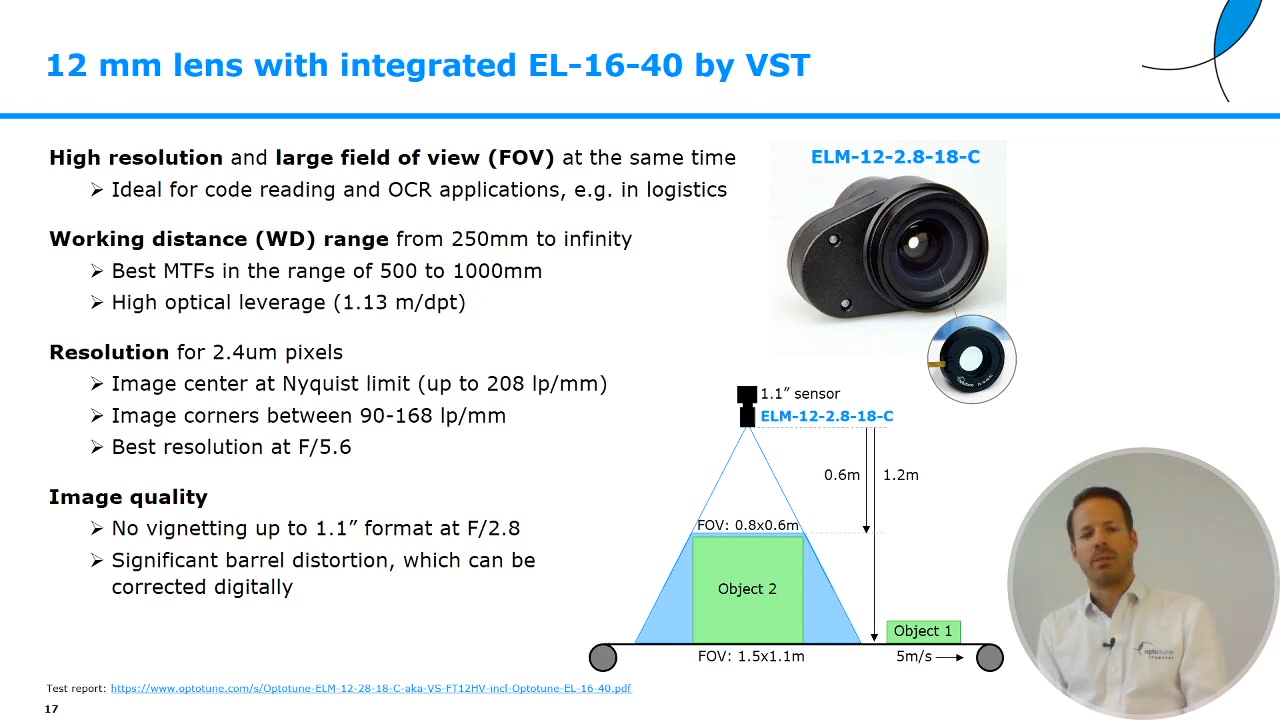 12 mm lens with integrated EL-16-40 by VST
High resolution and large field of view (FOV) at the same time
➢ Ideal for code reading and OCR applications, e.g. in logistics
Working distance (WD) range from 250mm to infinity
➢ Best MTFs in the range of 500 to 1000mm
➢ High optical leverage (1.13 m/dpt)
Resolution for 2.4um pixels
➢ Image center at Nyquist limit (up to 208 lp/mm)
➢ Image corners between 90-168 lp/mm
➢ Best resolution at F/5.6
Image quality
➢ No vignetting up to 1.1” format at F/2.8
➢ Significant barrel distortion, which can be
corrected digitally
ELM-12-2.8-18-C
1.1” sensor
ELM-12-2.8-18-C
0.6m
1.2m
FOV: 0.8x0.6m
Object 2
Object 1
FOV: 1.5x1.1m
5m/s
optotune
Test report: https://www.optotune.com/s/Optotune-ELM-12-28-18-C-aka-VS-FT12HV-incl-Optotune-EL-16-40.pdf
17